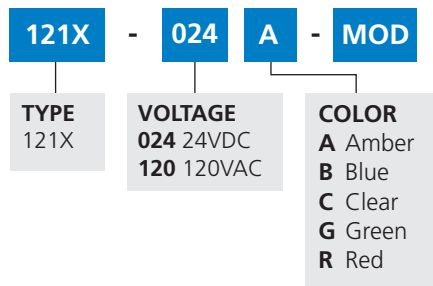 121X - 024 A - MOD
TYPE
121X
VOLTAGE
024 24VDC
120 120VAC
COLOR
A Amber
B Blue
C Clear
G Green
R Red